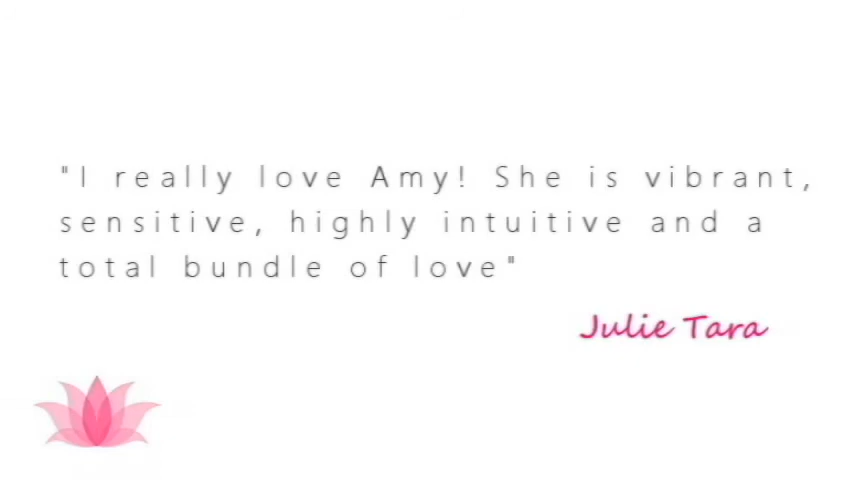 "I really love Amy! She is vibrant,
sensitive, highly intuitive and a
total bundle of love"
Julie Tara